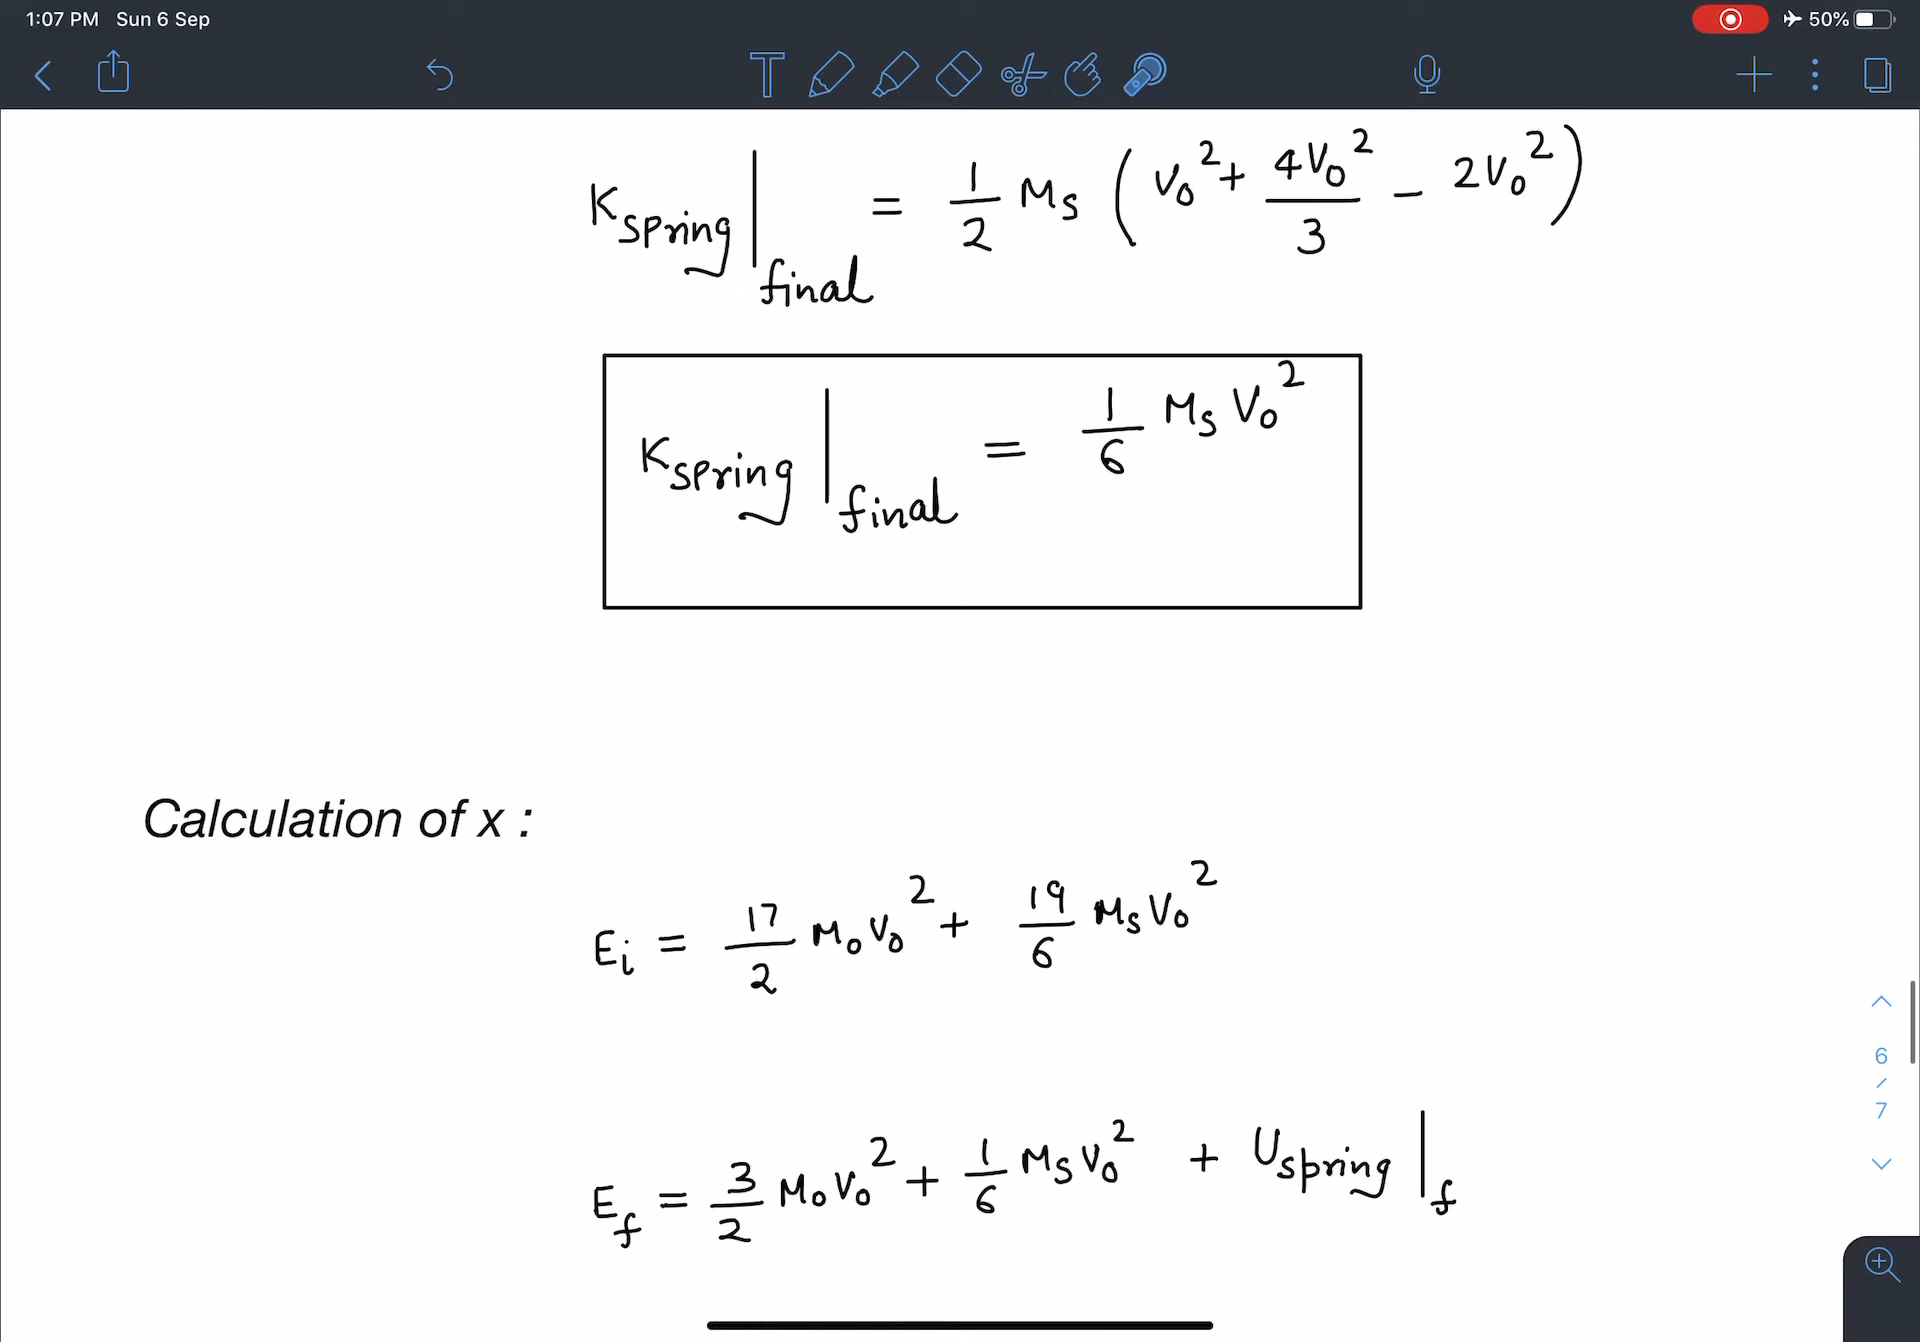 1:07 PM Sun 6 Sep 50%
K_spring |_final = 1/2 M_s ( V_0^2 + 4V_0^2/3 - 2V_0^2 )
K_spring |_final = 1/6 M_s V_0^2
Calculation of x :
E_i = 17/2 M_0 V_0^2 + 19/6 M_s V_0^2
E_f = 3/2 M_0 V_0^2 + 1/6 M_s V_0^2 + U_spring |_f
6
/
7